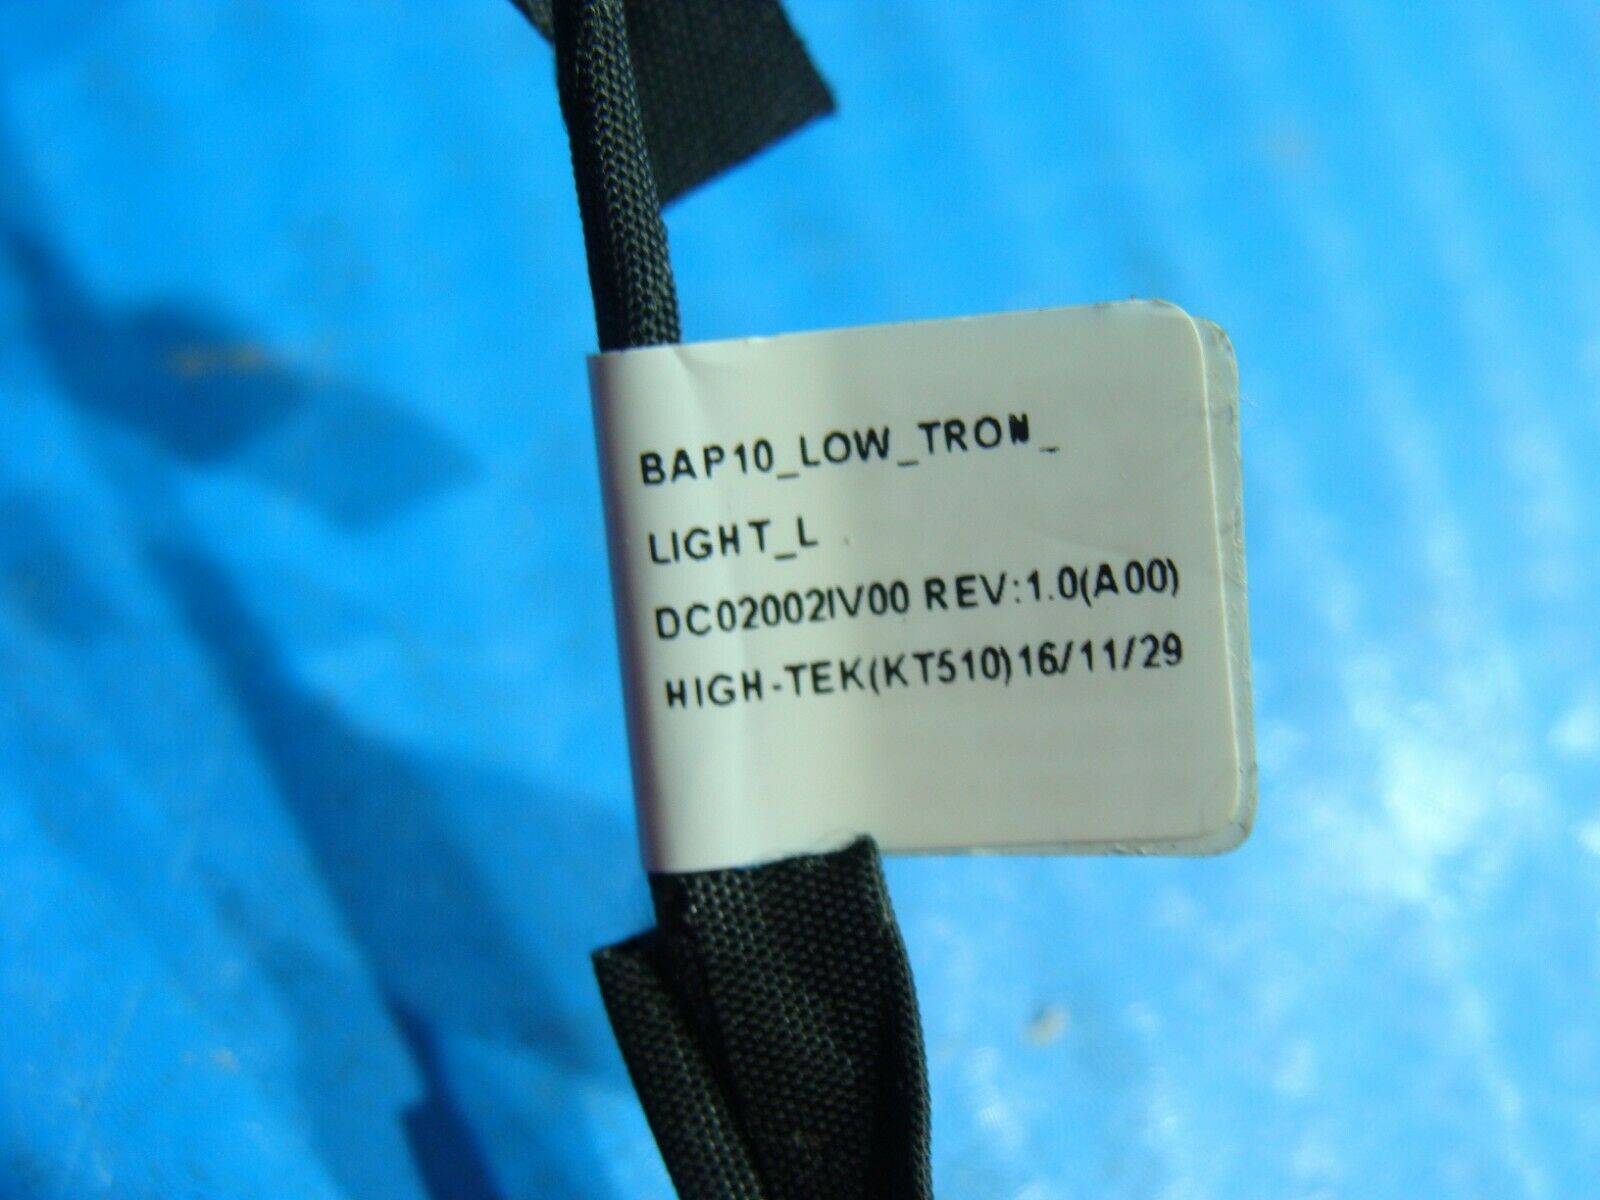 BAP10_LOW_TRON_
LIGHT_L
DC02002IV00 REV:1.0(A00)
HIGH-TEK(KT510)16/11/29